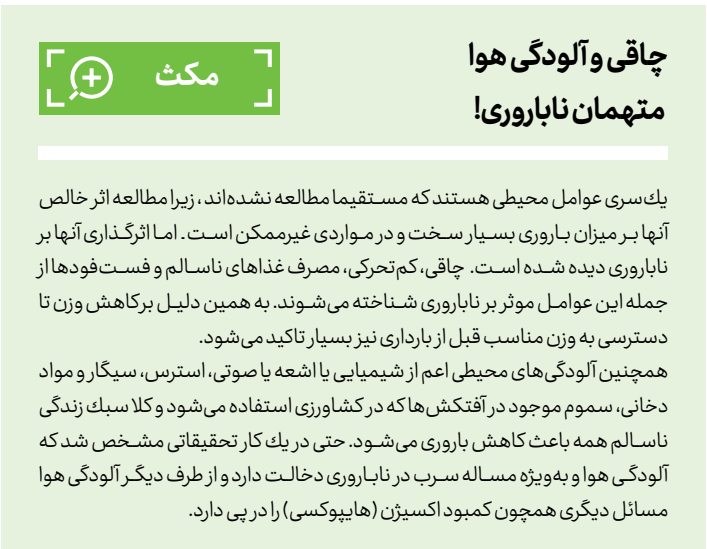 چاقی و آلودگی هوا
متهمان ناباروری!
مکث
یك‌سری عوامل محیطی هستند که مستقیما مطالعه نشده‌اند، زیرا مطالعه اثر خالص
آنها بر میزان باروری بسیار سخت و در مواردی غیرممکن است. اما اثرگذاری آنها بر
ناباروری دیده شده است. چاقی، کم‌تحرکی، مصرف غذاهای ناسالم و فست‌فودها از
جمله این عوامل موثر بر ناباروری شناخته می‌شوند. به همین دلیل برکاهش وزن تا
دسترسی به وزن مناسب قبل از بارداری نیز بسیار تاکید می‌شود.
همچنین آلودگی‌های محیطی اعم از شیمیایی یا اشعه یا صوتی، استرس، سیگار و مواد
دخانی، سموم موجود در آفتکش‌ها که در کشاورزی استفاده می‌شود و کلا سبك زندگی
ناسالم همه باعث کاهش باروری می‌شود. حتی در یك کار تحقیقاتی مشخص شد که
آلودگی هوا و به‌ویژه مساله سرب در ناباروری دخالت دارد و از طرف دیگر آلودگی هوا
مسائل دیگری همچون کمبود اکسیژن (هایپوکسی) را در پی دارد.